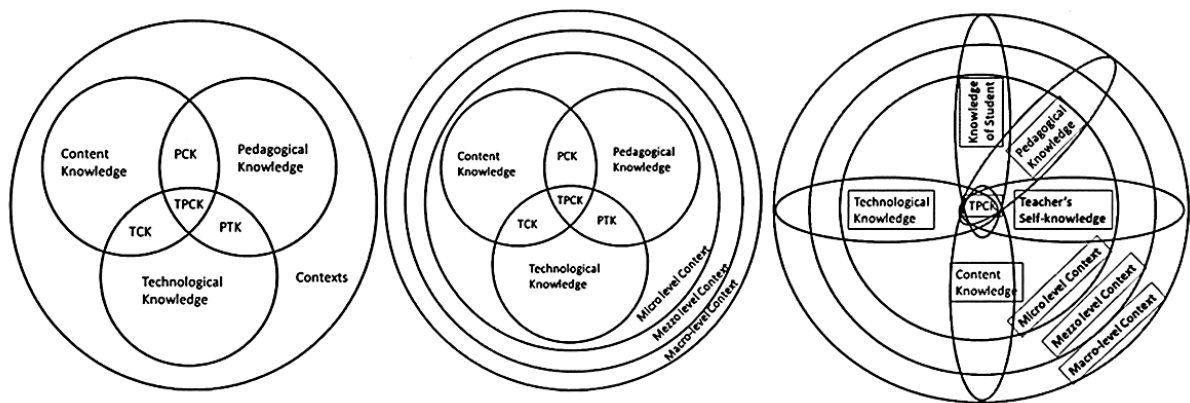 Content
Knowledge
PCK
Pedagogical
Knowledge
TPCK
TCK
PTK
Technological
Knowledge
Contexts
Content
Knowledge
PCK
Pedagogical
Knowledge
TPCK
TCK
PTK
Technological
Knowledge
Micro level Context
Mezzo level Context
Macro-level Context
Knowledge
of Student
Pedagogical
Knowledge
Technological
Knowledge
TPCK
Teacher's
Self-knowledge
Content
Knowledge
Micro level Context
Mezzo level Context
Macro-level Context